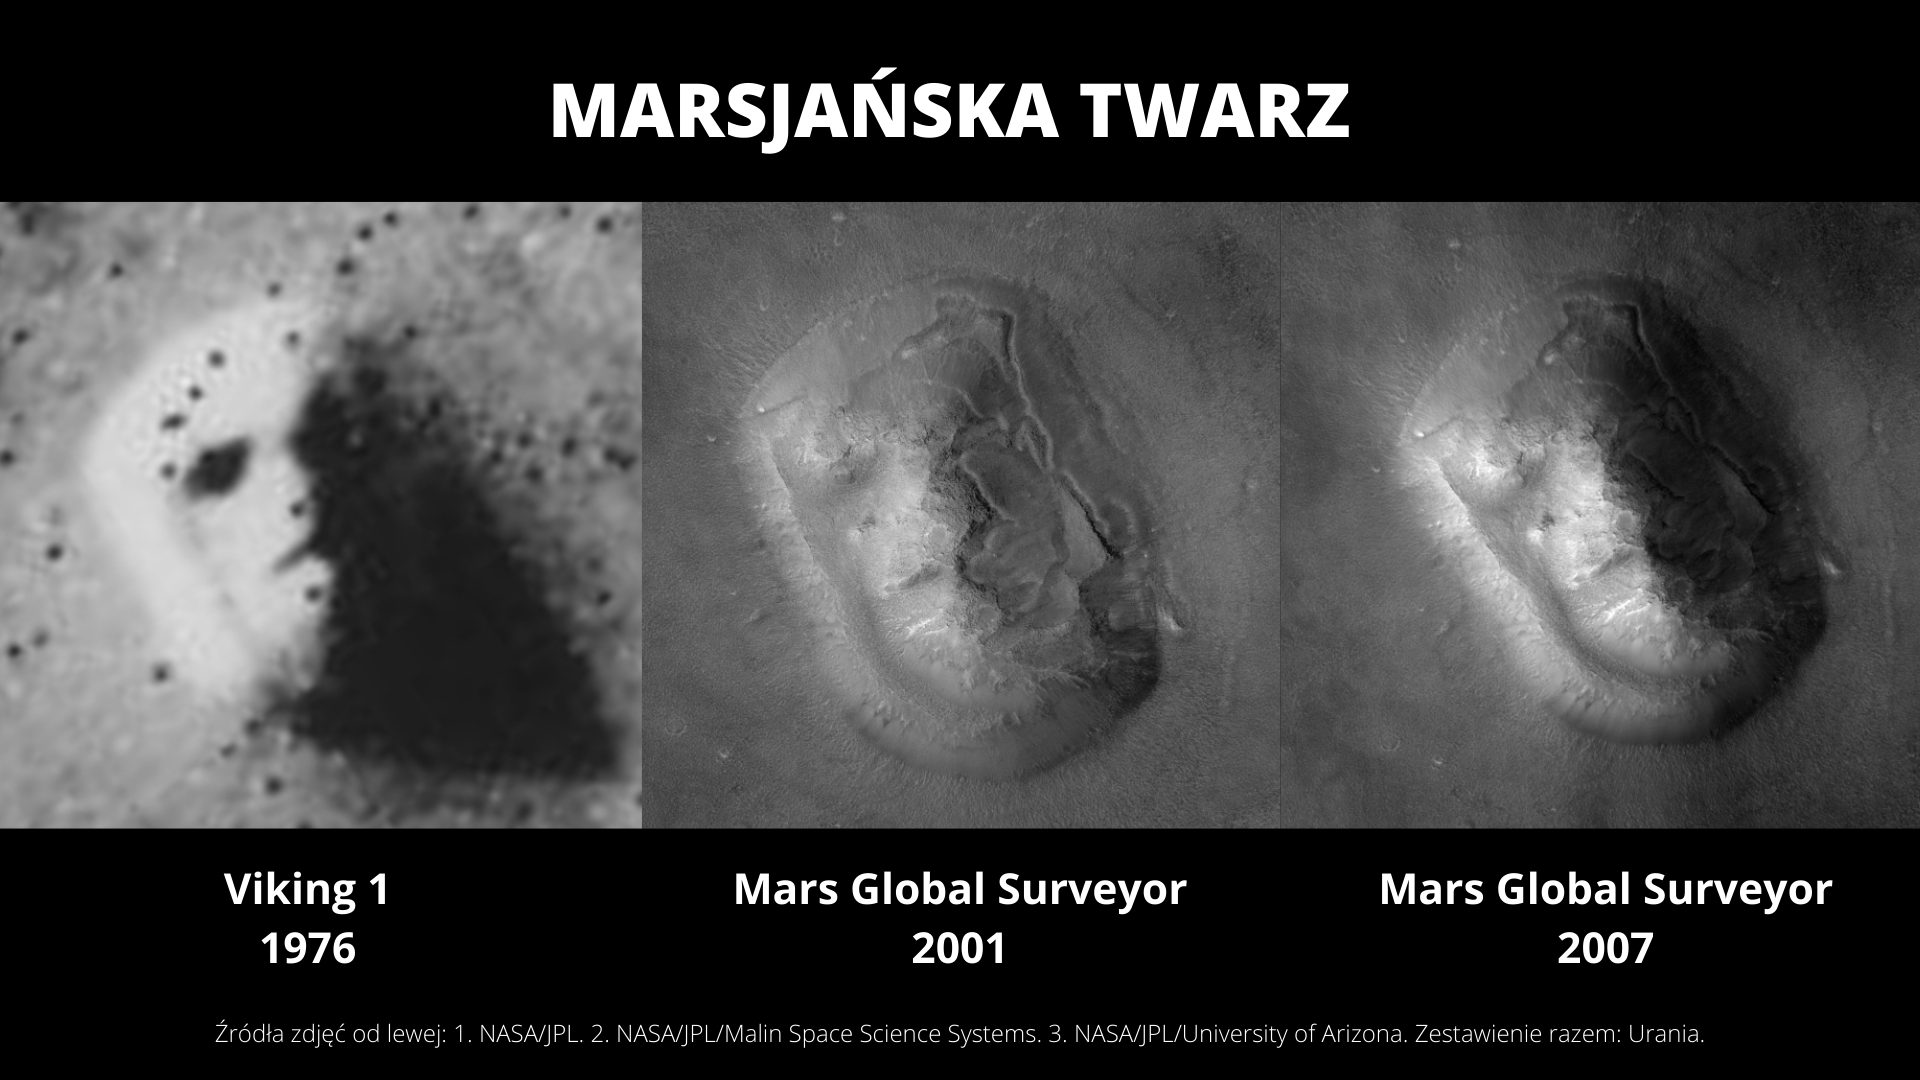 MARSJAŃSKA TWARZ
Viking 1
1976
Mars Global Surveyor
2001
Mars Global Surveyor
2007
Źródła zdjęć od lewej: 1. NASA/JPL. 2. NASA/JPL/Malin Space Science Systems. 3. NASA/JPL/University of Arizona. Zestawienie razem: Urania.